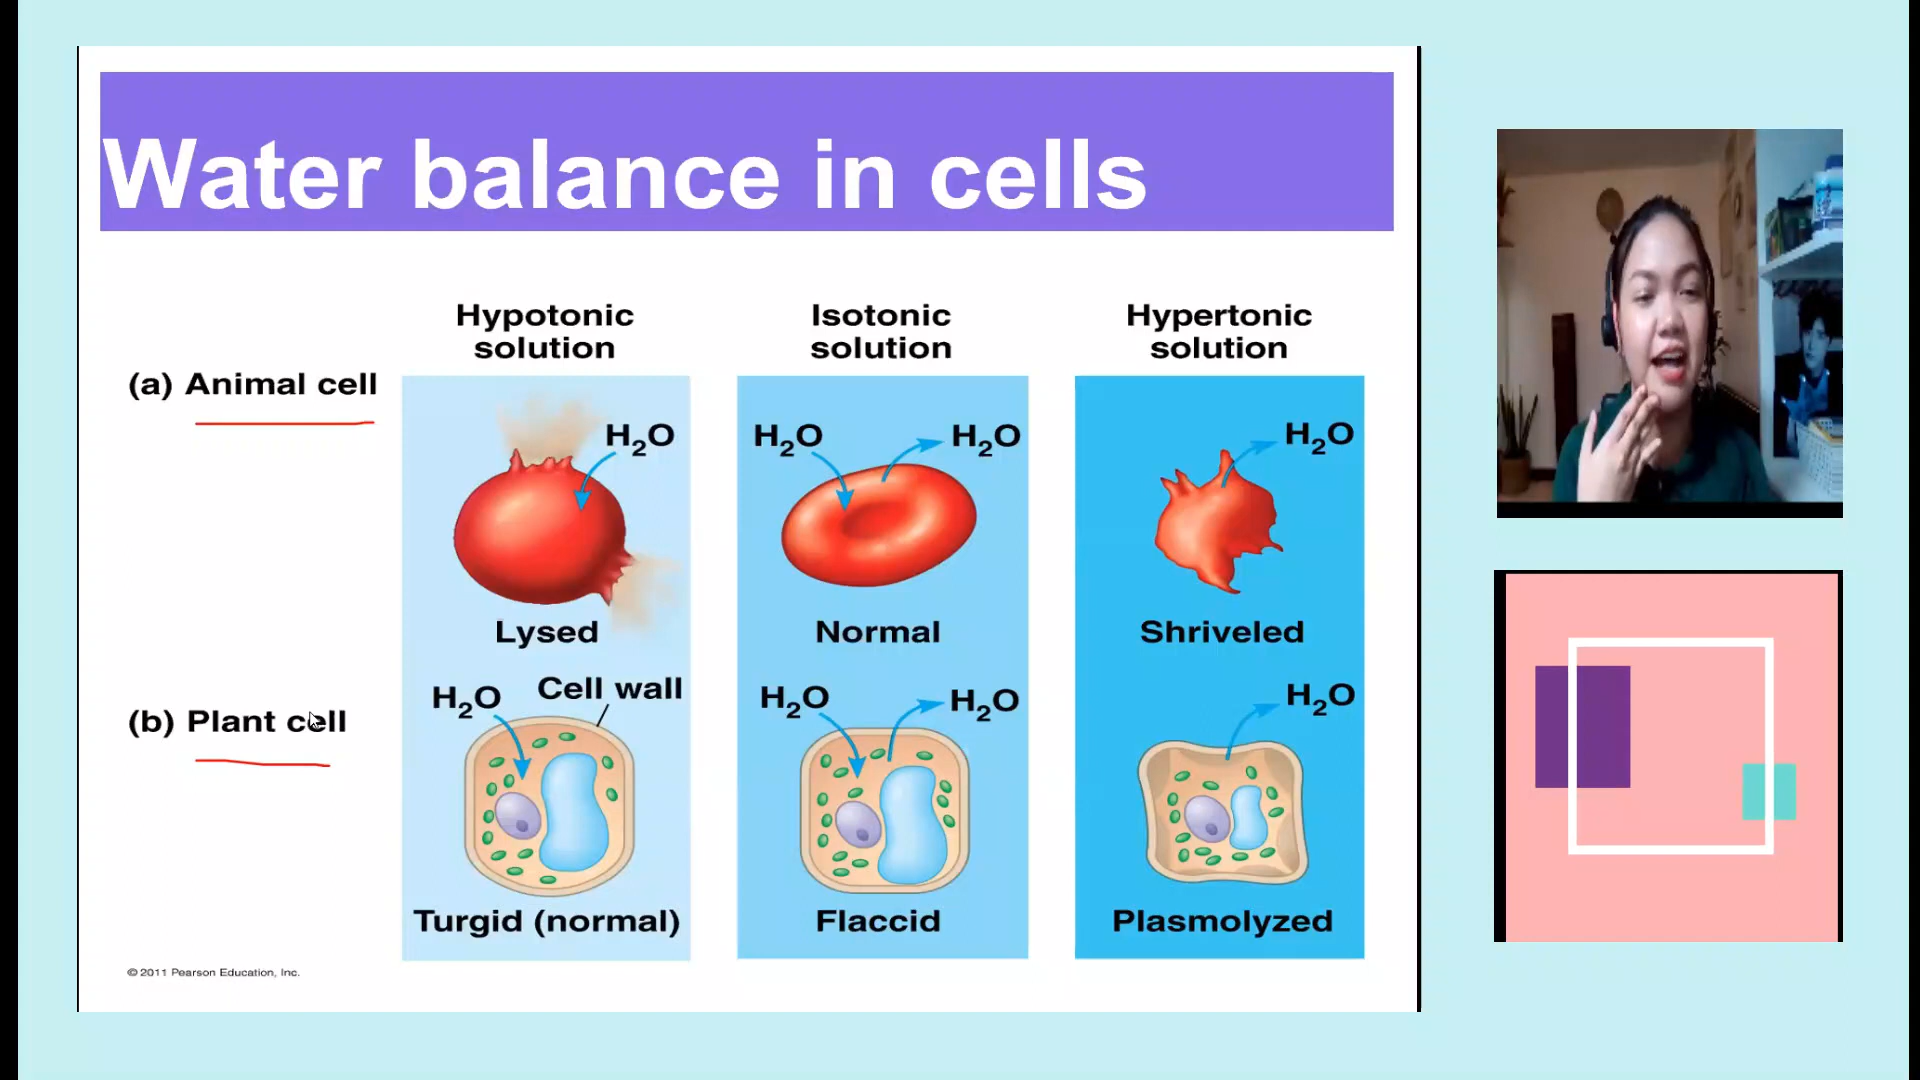 Water balance in cells
Hypotonic
solution
Isotonic
solution
Hypertonic
solution
(a) Animal cell
H2O
H2O
H2O
H2O
Lysed
Normal
Shriveled
(b) Plant cell
H2O
Cell wall
H2O
H2O
H2O
Turgid (normal)
Flaccid
Plasmolyzed
© 2011 Pearson Education, Inc.